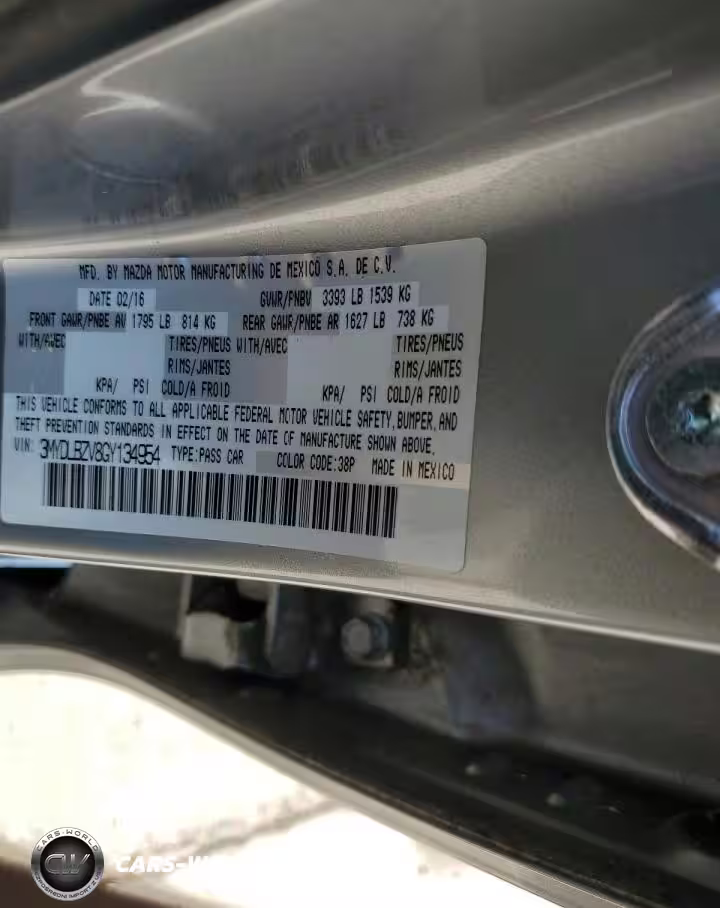 MFD. BY MAZDA MOTOR MANUFACTURING DE MEXICO S.A. DE C.V.
DATE 02/16 GVWR/PNBV 3393 LB 1539 KG
FRONT GAWR/PNBE AV 1795 LB 814 KG REAR GAWR/PNBE AR 1627 LB 738 KG
WITH/AVEC TIRES/PNEUS WITH/AVEC TIRES/PNEUS
RIMS/JANTES RIMS/JANTES
KPA/ PSI COLD/A FROID KPA/ PSI COLD/A FROID
THIS VEHICLE CONFORMS TO ALL APPLICABLE FEDERAL MOTOR VEHICLE SAFETY, BUMPER, AND
THEFT PREVENTION STANDARDS IN EFFECT ON THE DATE OF MANUFACTURE SHOWN ABOVE.
VIN: 3MYDLBZV8GY134954 TYPE:PASS CAR COLOR CODE:38P MADE IN MEXICO
CARS-WORLD
CW